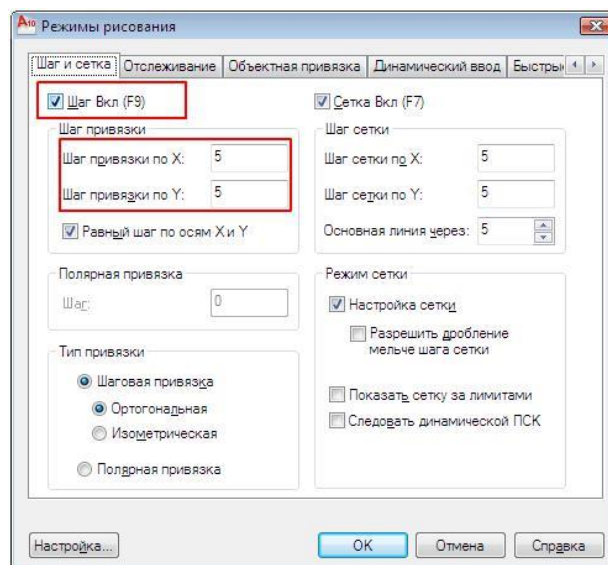 A10 Режимы рисования
Шаг и сетка Отслеживание Объектная привязка Динамический ввод Быстры
Шаг Вкл (F9)
Шаг привязки
Шаг привязки по X: 5
Шаг привязки по Y: 5
Равный шаг по осям X и Y
Полярная привязка
Шаг: 0
Тип привязки
Шаговая привязка
Ортогональная
Изометрическая
Полярная привязка
Сетка Вкл (F7)
Шаг сетки
Шаг сетки по X: 5
Шаг сетки по Y: 5
Основная линия через: 5
Режим сетки
Настройка сетки
Разрешить дробление
мельче шага сетки
Показать сетку за лимитами
Следовать динамической ПСК
Настройка... OK Отмена Справка